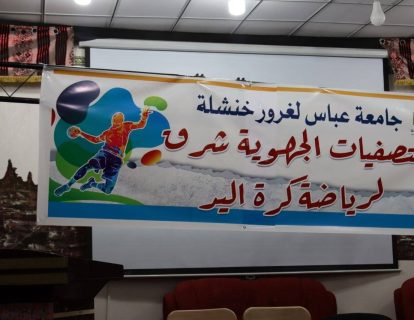 جامعة عباس لغرور خنشلة
تصفيات الجهوية شرق
لرياضة كرة اليد